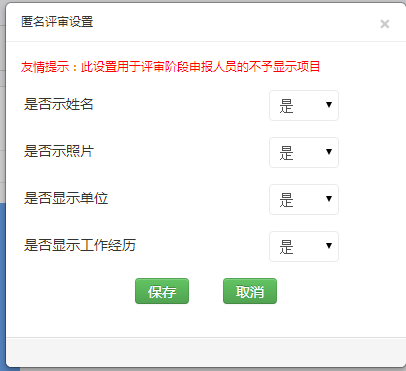 匿名评审设置
×
友情提示：此设置用于评审阶段申报人员的不予显示项目
是否示姓名 是
是否示照片 是
是否显示单位 是
是否显示工作经历 是
保存 取消